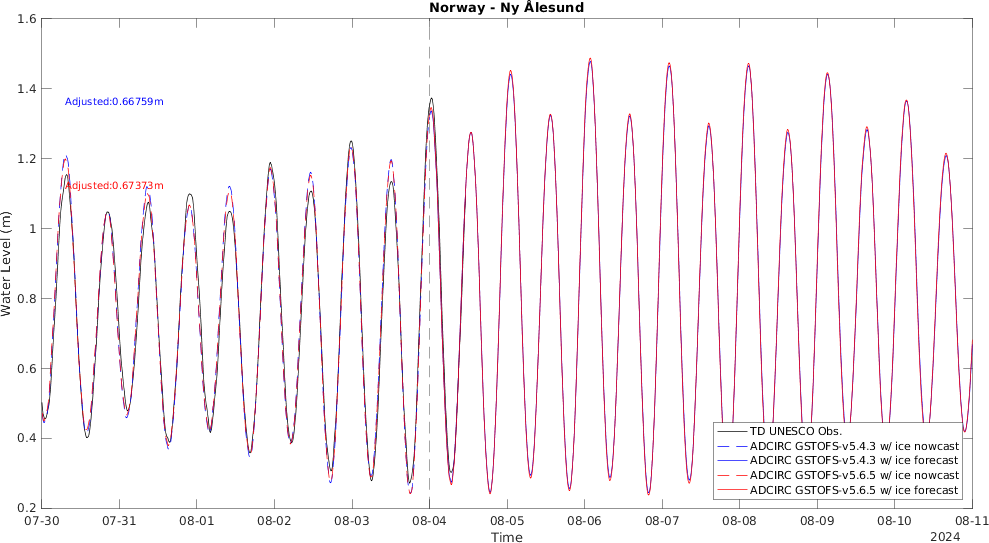 Norway - Ny Ålesund
1.6
1.4
1.2
1
0.8
0.6
0.4
0.2
Water Level (m)
Adjusted:0.66759m
Adjusted:0.67373m
TD UNESCO Obs.
ADCIRC GSTOFS-v5.4.3 w/ ice nowcast
ADCIRC GSTOFS-v5.4.3 w/ ice forecast
ADCIRC GSTOFS-v5.6.5 w/ ice nowcast
ADCIRC GSTOFS-v5.6.5 w/ ice forecast
07-30 07-31 08-01 08-02 08-03 08-04 08-05 08-06 08-07 08-08 08-09 08-10 08-11
Time
2024